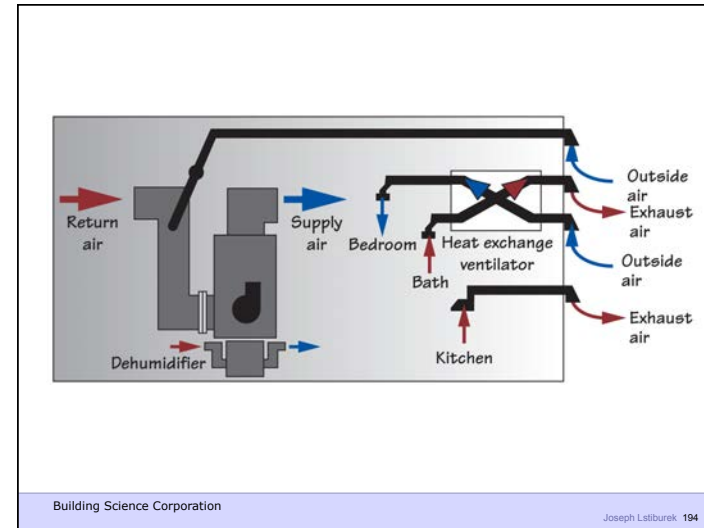 Return
air
Supply
air
Dehumidifier
Bedroom
Bath
Heat exchange
ventilator
Kitchen
Outside
air
Exhaust
air
Outside
air
Exhaust
air
Building Science Corporation
Joseph Lstiburek 194